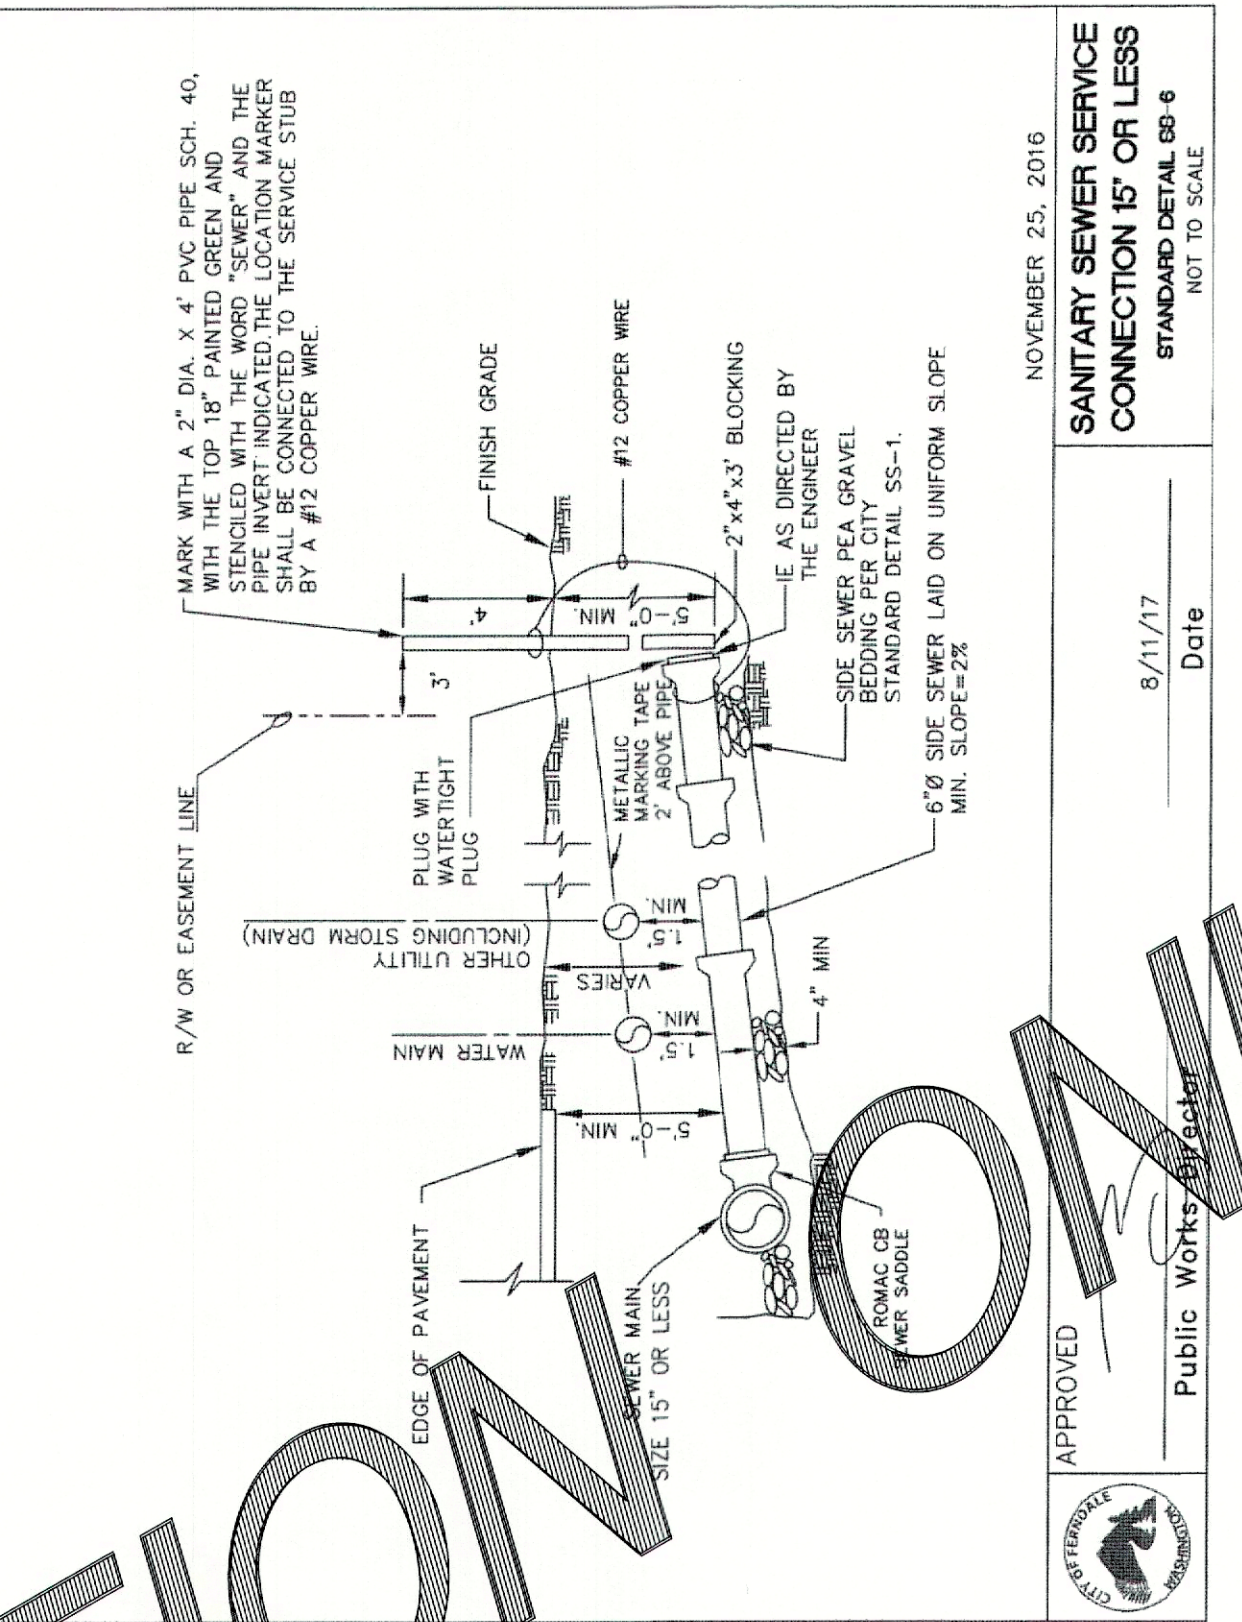 MARK WITH A 2" DIA. X 4' PVC PIPE SCH. 40,
WITH THE TOP 18" PAINTED GREEN AND
STENCILED WITH THE WORD "SEWER" AND THE
PIPE INVERT INDICATED.THE LOCATION MARKER
SHALL BE CONNECTED TO THE SERVICE STUB
BY A #12 COPPER WIRE.
R/W OR EASEMENT LINE
3'
4'
FINISH GRADE
EDGE OF PAVEMENT
WATER MAIN
OTHER UTILITY
(INCLUDING STORM DRAIN)
PLUG WITH
WATERTIGHT
PLUG
5'-0" MIN.
#12 COPPER WIRE
5'-0" MIN.
1.5'
MIN.
VARIES
1.5'
MIN.
METALLIC
MARKING TAPE
2' ABOVE PIPE
2"x4"x3' BLOCKING
SEWER MAIN,
SIZE 15" OR LESS
IE AS DIRECTED BY
THE ENGINEER
4" MIN
SIDE SEWER PEA GRAVEL
BEDDING PER CITY
STANDARD DETAIL SS-1.
ROMAC CB
SEWER SADDLE
6"Ø SIDE SEWER LAID ON UNIFORM SLOPE
MIN. SLOPE=2%
NOVEMBER 25, 2016
CITY OF FERNDALE
WASHINGTON
APPROVED
Public Works Director
8/11/17
Date
SANITARY SEWER SERVICE
CONNECTION 15" OR LESS
STANDARD DETAIL SS-6
NOT TO SCALE